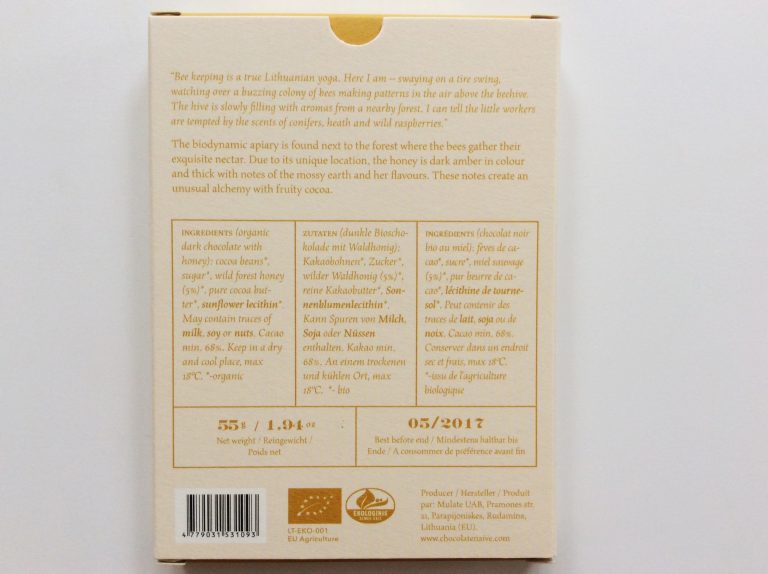 "Bee keeping is a true Lithuanian yoga. Here I am – swaying on a tire swing,
watching over a buzzing colony of bees making patterns in the air above the beehive.
The hive is slowly filling with aromas from a nearby forest. I can tell the little workers
are tempted by the scents of conifers, heath and wild raspberries."
The biodynamic apiary is found next to the forest where the bees gather their
exquisite nectar. Due to its unique location, the honey is dark amber in colour
and thick with notes of the mossy earth and her flavours. These notes create an
unusual alchemy with fruity cocoa.
INGREDIENTS (organic
dark chocolate with
honey): cocoa beans*,
sugar*, wild forest honey
(5%)*, pure cocoa but-
ter*, sunflower lecithin*.
May contain traces of
milk, soy or nuts. Cacao
min. 68%. Keep in a dry
and cool place, max
18°C. *-organic
ZUTATEN (dunkle Bioscho-
kolade mit Waldhonig):
Kakaobohnen*, Zucker*,
wilder Waldhonig (5%)*,
reine Kakaobutter*, Son-
nenblumenlecithin*.
Kann Spuren von Milch,
Soja oder Nüssen
enthalten. Kakao min.
68%. An einem trockenen
und kühlen Ort, max
18°C. *- bio
INGRÉDIENTS (chocolat noir
bio au miel): fèves de ca-
cao*, sucre*, miel sauvage
(5%)*, pur beurre de ca-
cao*, lécithine de tourne-
sol*. Peut contenir des
traces de lait, soja ou de
noix. Cacao min. 68%.
Conserver dans un endroit
sec et frais, max 18°C.
*-issu de l'agriculture
biologique
55g / 1.94 oz
Net weight / Reingewicht /
Poids net
05/2017
Best before end / Mindestens haltbar bis
Ende / A consommer de préférence avant fin
4 779031 531093
LT-EKO-001
EU Agriculture
EKOLOGINIS
Producer / Hersteller / Produit
par: Mulate UAB, Pramones str.
21, Parapijoniskes, Rudamina,
Lithuania (EU).
www.chocolatenaive.com